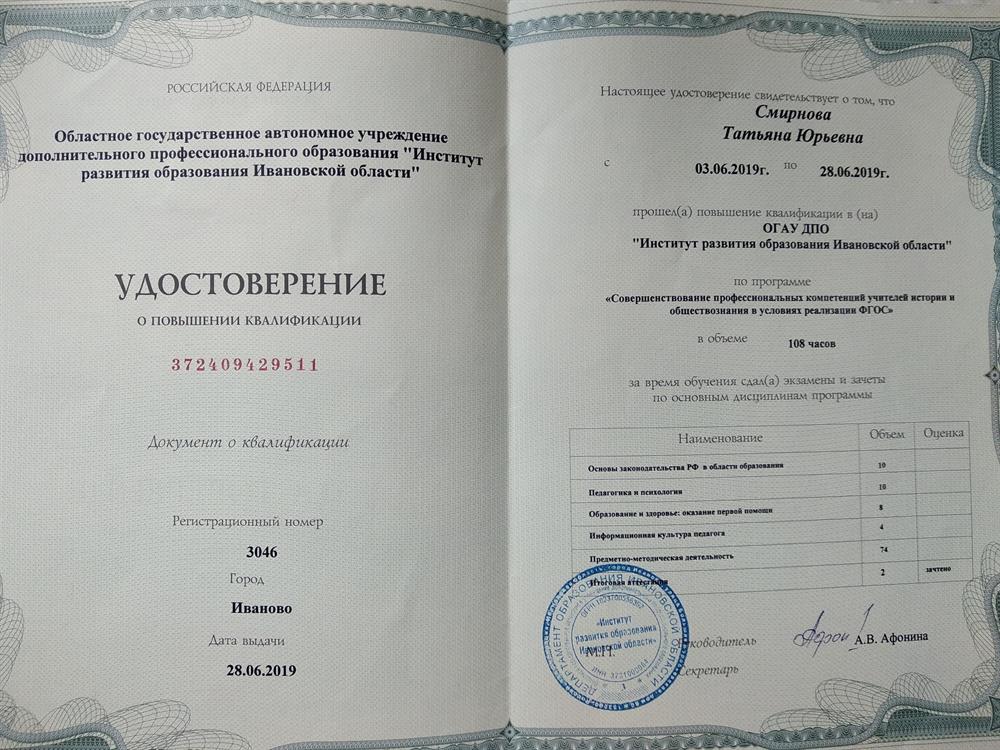 РОССИЙСКАЯ ФЕДЕРАЦИЯ
Областное государственное автономное учреждение
дополнительного профессионального образования "Институт
развития образования Ивановской области"
УДОСТОВЕРЕНИЕ
О ПОВЫШЕНИИ КВАЛИФИКАЦИИ
372409429511
Документ о квалификации
Регистрационный номер
3046
Город
Иваново
Дата выдачи
28.06.2019
Настоящее удостоверение свидетельствует о том, что
Смирнова
Татьяна Юрьевна
с 03.06.2019г. по 28.06.2019г.
прошел(а) повышение квалификации в (на)
ОГАУ ДПО
"Институт развития образования Ивановской области"
по программе
«Совершенствование профессиональных компетенций учителей истории и
обществознания в условиях реализации ФГОС»
в объеме 108 часов
за время обучения сдал(а) экзамены и зачеты
по основным дисциплинам программы
Наименование Объем Оценка
Основы законодательства РФ в области образования 10
Педагогика и психология 10
Образование и здоровье: оказание первой помощи 8
Информационная культура педагога 4
Предметно-методическая деятельность 74
Итоговая аттестация 2 зачтено
ДЕПАРТАМЕНТ ОБРАЗОВАНИЯ ИВАНОВСКОЙ ОБЛАСТИ
«Институт
развития образования
Ивановской области»
М.П.
Руководитель А.В. Афонина
Секретарь